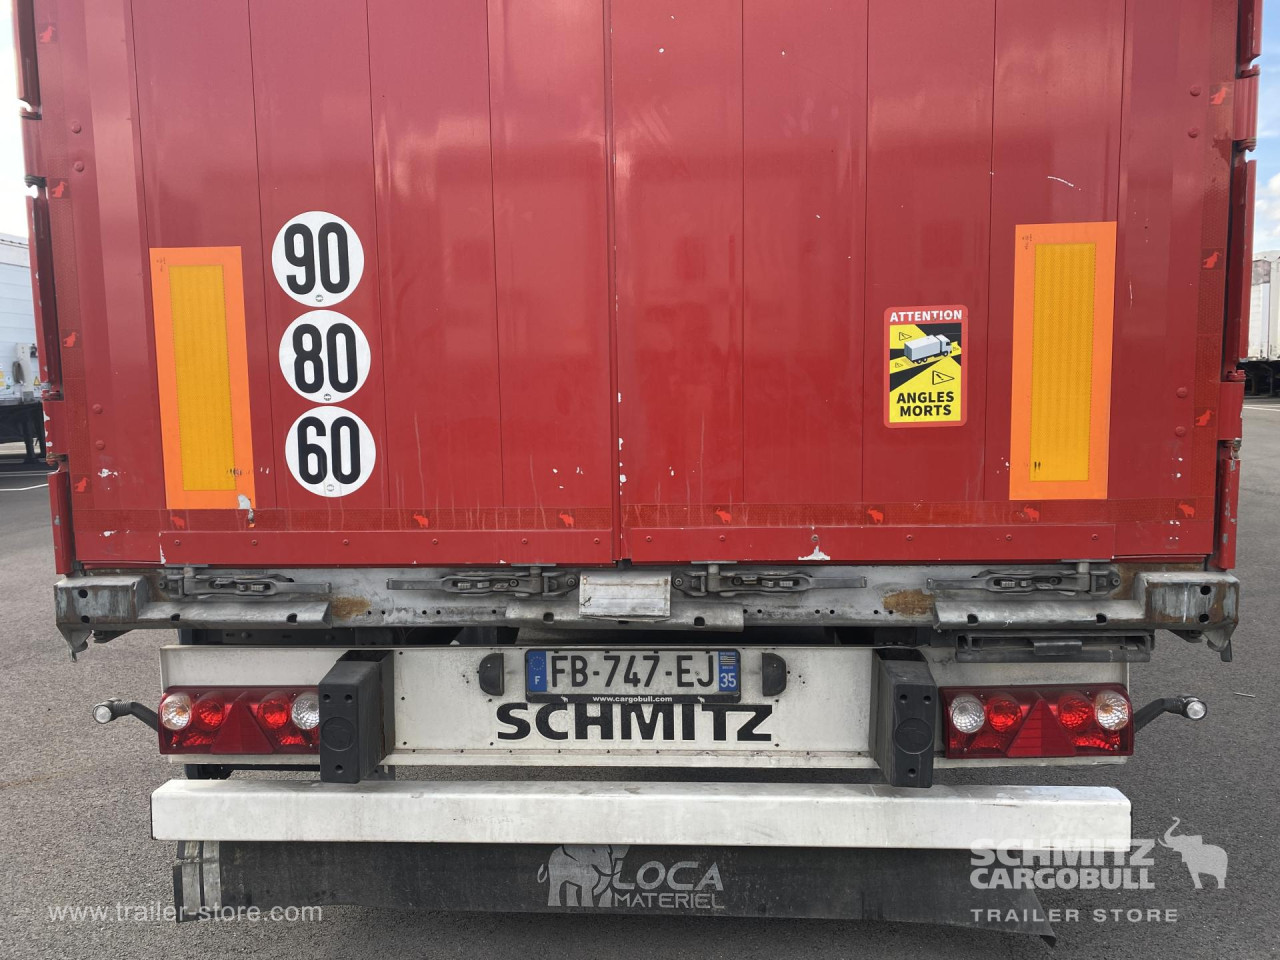 90
80
60
ATTENTION
ANGLES
MORTS
F
FB-747-EJ
35
www.cargobull.com
SCHMITZ
LOCA
MATERIEL
SCHMITZ
CARGOBULL
TRAILER STORE
www.trailer-store.com